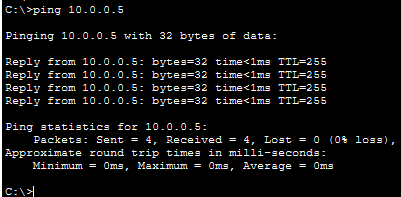 C:\>ping 10.0.0.5
Pinging 10.0.0.5 with 32 bytes of data:
Reply from 10.0.0.5: bytes=32 time<1ms TTL=255
Reply from 10.0.0.5: bytes=32 time<1ms TTL=255
Reply from 10.0.0.5: bytes=32 time<1ms TTL=255
Reply from 10.0.0.5: bytes=32 time<1ms TTL=255
Ping statistics for 10.0.0.5:
    Packets: Sent = 4, Received = 4, Lost = 0 (0% loss),
Approximate round trip times in milli-seconds:
    Minimum = 0ms, Maximum = 0ms, Average = 0ms
C:\>